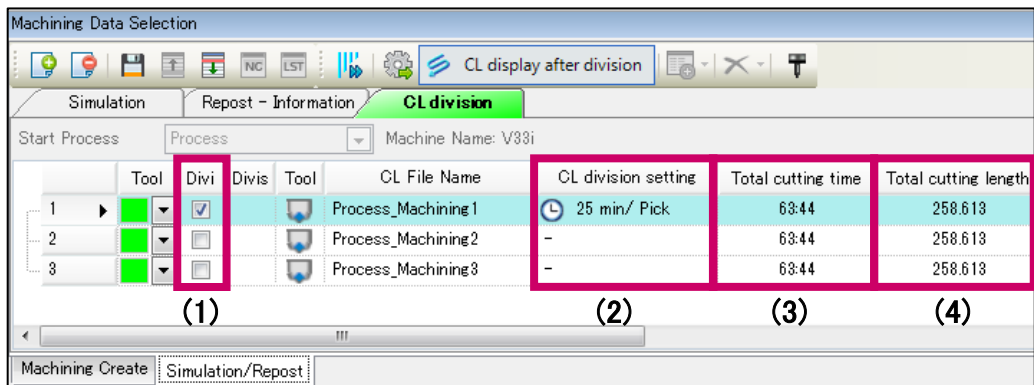 Machining Data Selection
NC LST CL display after division
Simulation Repost - Information CL division
Start Process Process Machine Name: V33i
Tool Divi Divis Tool CL File Name CL division setting Total cutting time Total cutting length
1 Process_Machining1 25 min/ Pick 63:44 258.613
2 Process_Machining2 - 63:44 258.613
3 Process_Machining3 - 63:44 258.613
(1) (2) (3) (4)
Machining Create Simulation/Repost